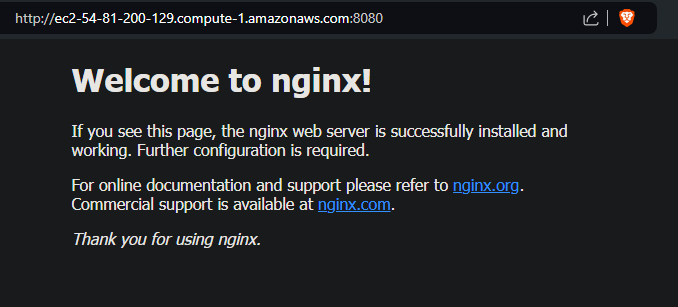 http://ec2-54-81-200-129.compute-1.amazonaws.com:8080
Welcome to nginx!
If you see this page, the nginx web server is successfully installed and
working. Further configuration is required.
For online documentation and support please refer to nginx.org.
Commercial support is available at nginx.com.
Thank you for using nginx.